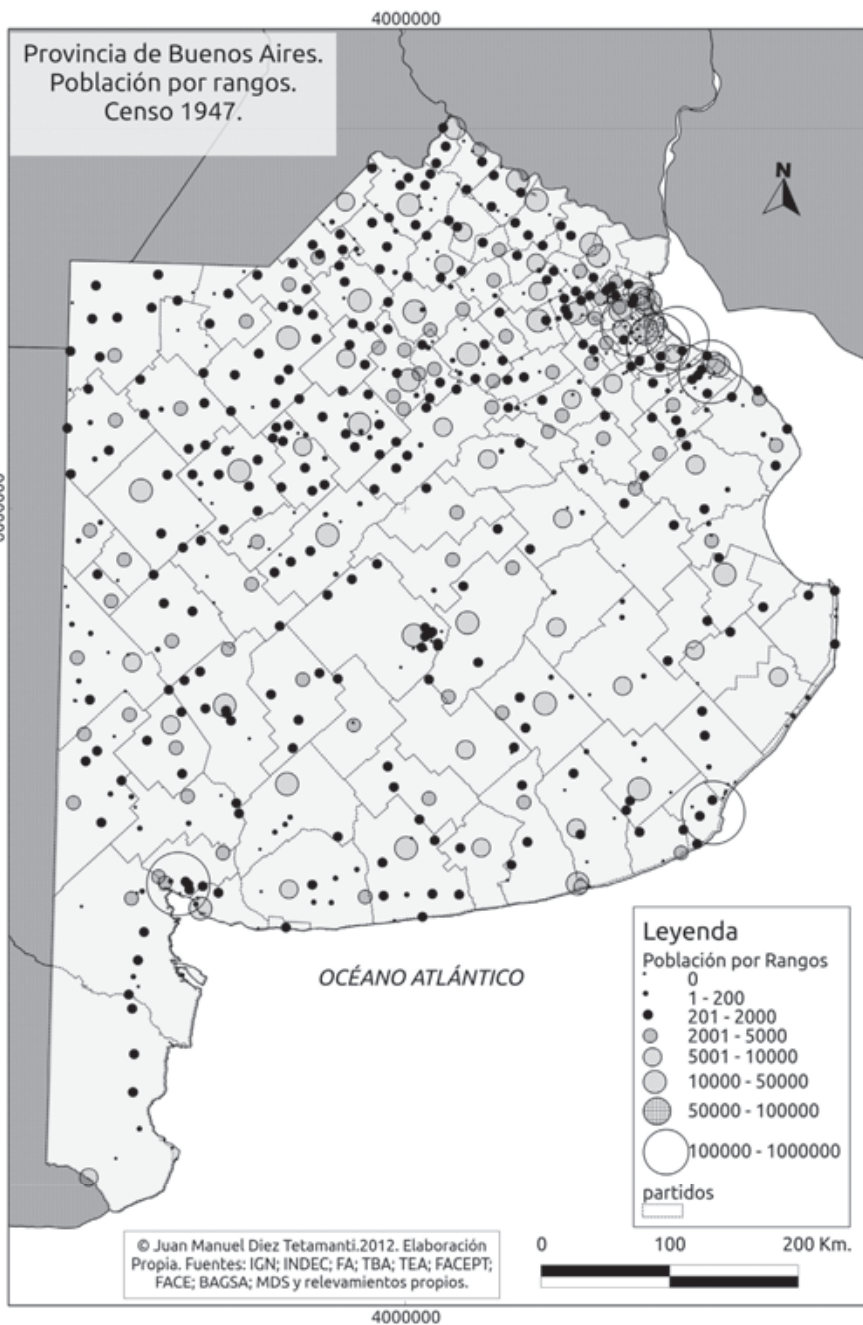 4000000
Provincia de Buenos Aires.
Población por rangos.
Censo 1947.
N
OCÉANO ATLÁNTICO
Leyenda
Población por Rangos
0
1 - 200
201 - 2000
2001 - 5000
5001 - 10000
10000 - 50000
50000 - 100000
100000 - 1000000
partidos
© Juan Manuel Diez Tetamanti.2012. Elaboración
Propia. Fuentes: IGN; INDEC; FA; TBA; TEA; FACEPT;
FACE; BAGSA; MDS y relevamientos propios.
0 100 200 Km.
4000000